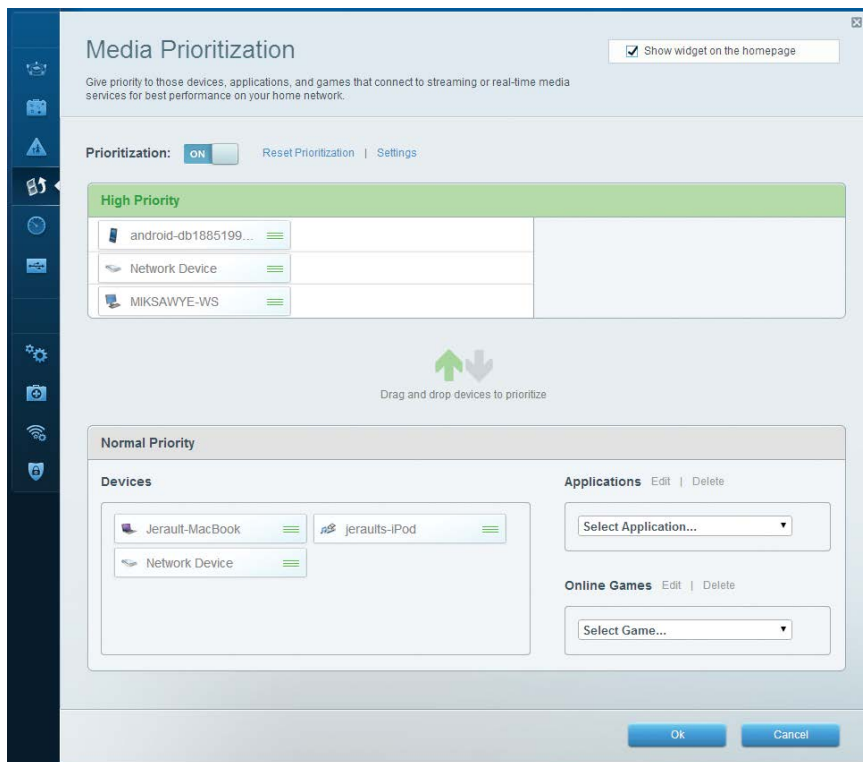 Media Prioritization
Show widget on the homepage
Give priority to those devices, applications, and games that connect to streaming or real-time media
services for best performance on your home network.
Prioritization: ON Reset Prioritization | Settings
High Priority
android-db1885199...
Network Device
MIKSAWYE-WS
Drag and drop devices to prioritize
Normal Priority
Devices
Jerault-MacBook
jeraults-iPod
Network Device
Applications Edit | Delete
Select Application...
Online Games Edit | Delete
Select Game...
Ok Cancel